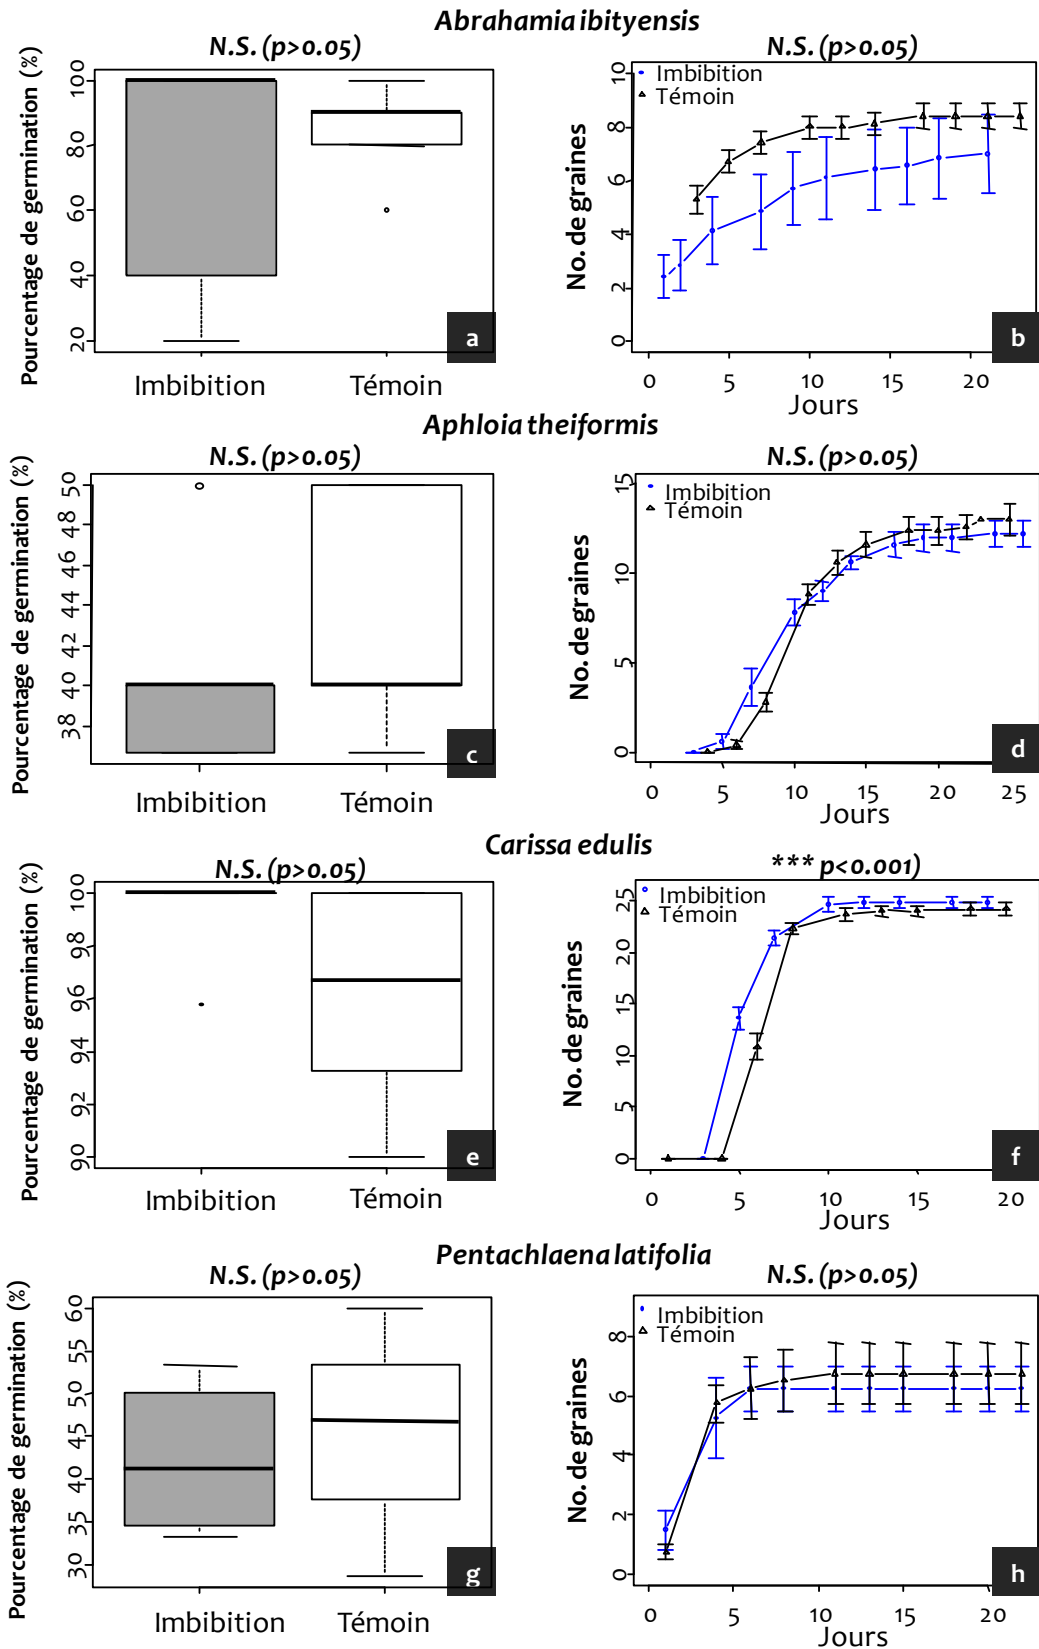 Abrahamia ibityensis
N.S. (p>0.05)
N.S. (p>0.05)
Pourcentage de germination (%)
100
80
60
40
20
Imbibition
Témoin
a
No. de graines
10
8
6
4
2
0
Imbibition
Témoin
0 5 10 15 20
Jours
b
Aphloia theiformis
N.S. (p>0.05)
N.S. (p>0.05)
Pourcentage de germination (%)
50
48
46
44
42
40
38
Imbibition
Témoin
c
No. de graines
15
10
5
0
Imbibition
Témoin
0 5 10 15 20 25
Jours
d
Carissa edulis
N.S. (p>0.05)
*** p<0.001)
Pourcentage de germination (%)
100
98
96
94
92
90
Imbibition
Témoin
e
No. de graines
25
20
15
10
5
0
Imbibition
Témoin
0 5 10 15 20
Jours
f
Pentachlaena latifolia
N.S. (p>0.05)
N.S. (p>0.05)
Pourcentage de germination (%)
60
55
50
45
40
35
30
Imbibition
Témoin
g
No. de graines
8
6
4
2
0
Imbibition
Témoin
0 5 10 15 20
Jours
h